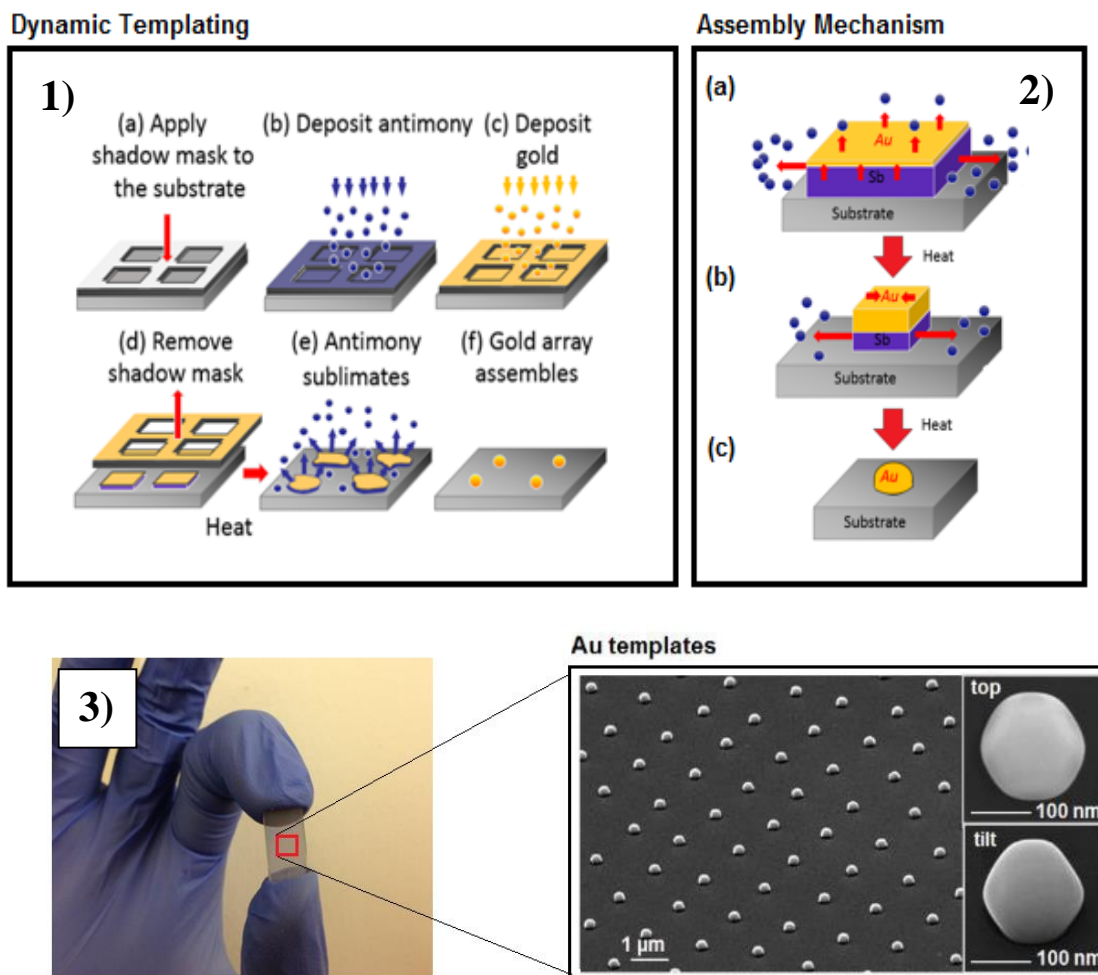 Dynamic Templating
1)
(a) Apply
shadow mask to
the substrate
(b) Deposit antimony
(c) Deposit
gold
(d) Remove
shadow mask
(e) Antimony
sublimates
(f) Gold array
assembles
Heat
Assembly Mechanism
2)
(a)
Au
Sb
Substrate
Heat
(b)
Au
Sb
Substrate
Heat
(c)
Au
Substrate
3)
Au templates
1 µm
top
100 nm
tilt
100 nm